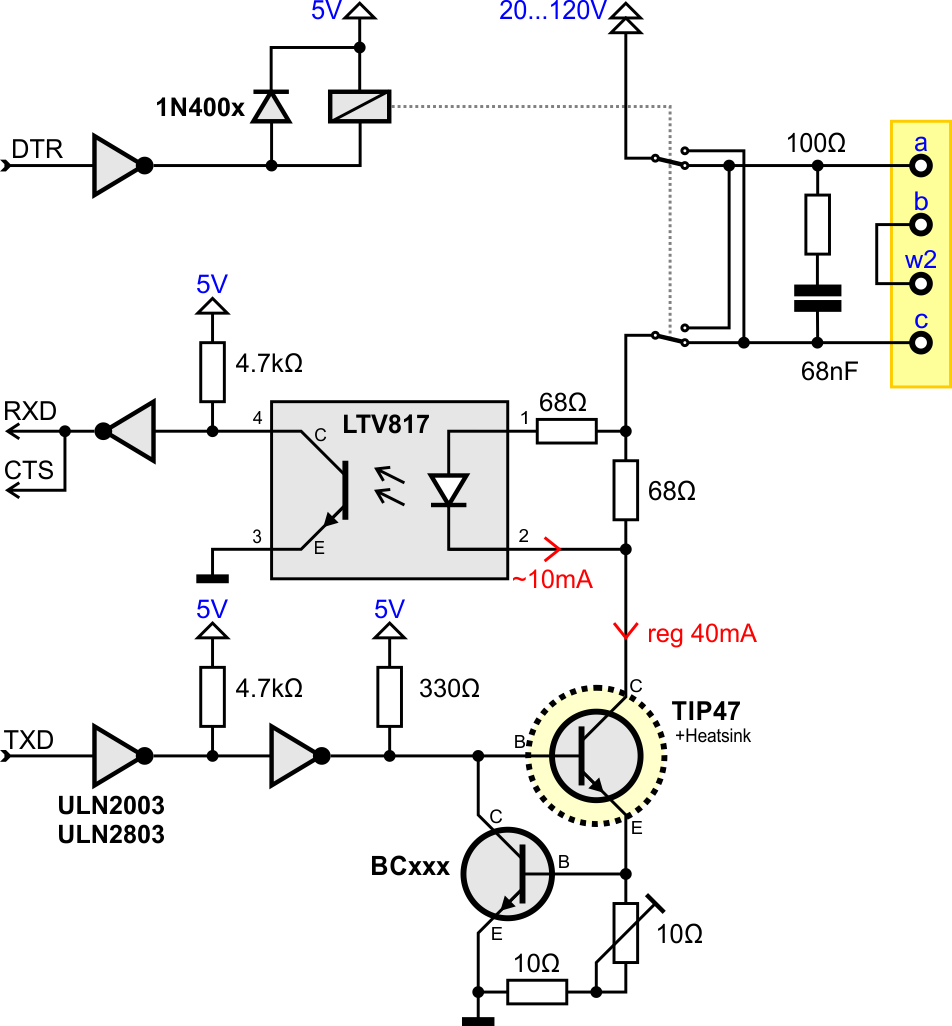 5V
20...120V
1N400x
DTR
100Ω
a
b
w2
c
68nF
5V
4.7kΩ
RXD
CTS
4
LTV817
1
68Ω
C
68Ω
3
E
2
~10mA
5V
5V
reg 40mA
4.7kΩ
330Ω
C
TIP47
+Heatsink
TXD
B
ULN2003
ULN2803
C
E
BCxxx
B
E
10Ω
10Ω